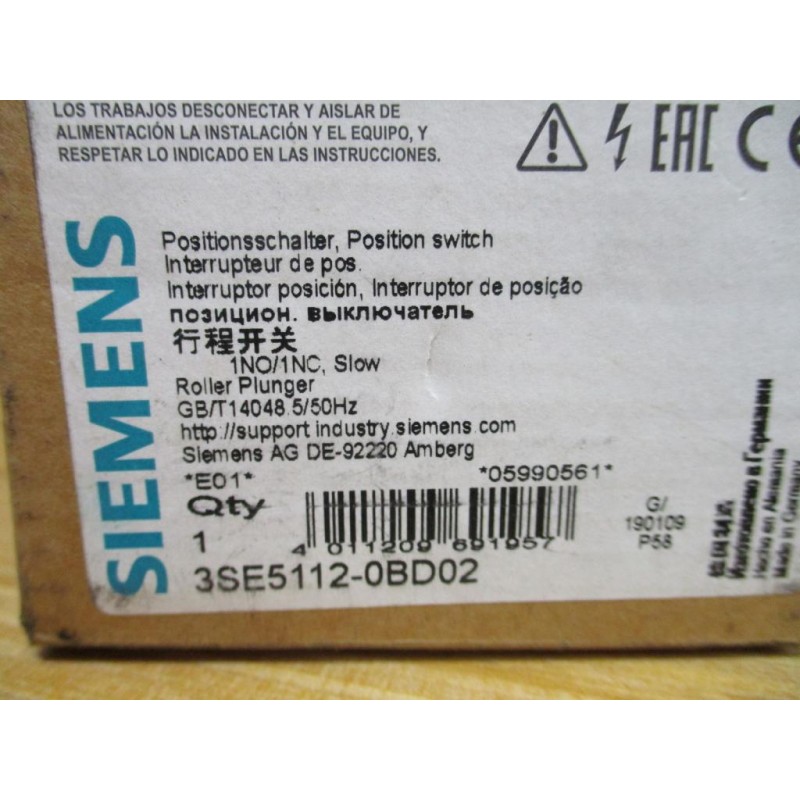 LOS TRABAJOS DESCONECTAR Y AISLAR DE
ALIMENTACIÓN LA INSTALACIÓN Y EL EQUIPO, Y
RESPETAR LO INDICADO EN LAS INSTRUCCIONES.
EAC C€
SIEMENS
Positionsschalter, Position switch
Interrupteur de pos.
Interruptor posición, Interruptor de posição
позицион. выключатель
行程开关
1NO/1NC, Slow
Roller Plunger
GB/T14048.5/50Hz
http://support.industry.siemens.com
Siemens AG DE-92220 Amberg
*E01* *05990561*
Qty
1
4 011209 691957
3SE5112-0BD02
G/
190109
P58
Изготовлено в Германии
Hecho en Alemania
Made in Germany